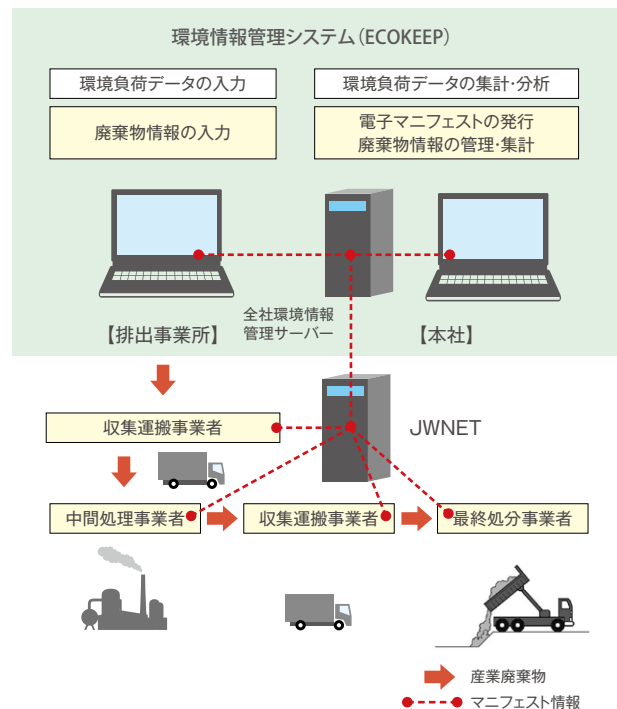 環境情報管理システム(ECOKEEP)
環境負荷データの入力
環境負荷データの集計・分析
廃棄物情報の入力
電子マニフェストの発行
廃棄物情報の管理・集計
全社環境情報
管理サーバー
【排出事業所】
【本社】
収集運搬事業者
JWNET
中間処理事業者
収集運搬事業者
最終処分事業者
産業廃棄物
マニフェスト情報